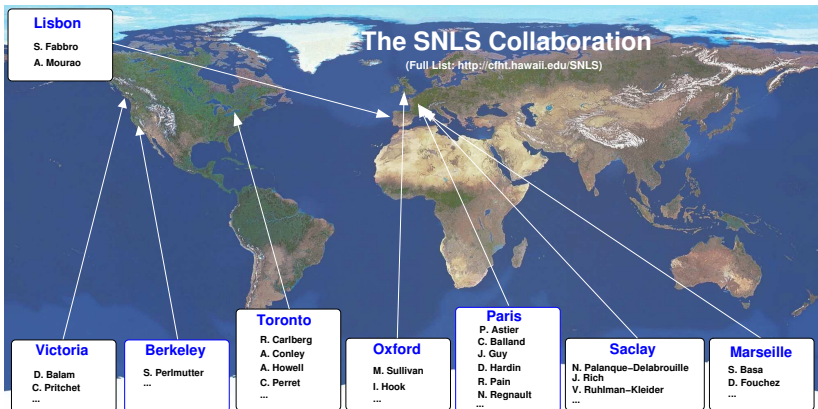 Lisbon
S. Fabbro
A. Mourao
The SNLS Collaboration
(Full List: http://cfht.hawaii.edu/SNLS)
Victoria
D. Balam
C. Pritchet
...
Berkeley
S. Perlmutter
...
Toronto
R. Carlberg
A. Conley
A. Howell
C. Perret
...
Oxford
M. Sullivan
I. Hook
...
Paris
P. Astier
C. Balland
J. Guy
D. Hardin
R. Pain
N. Regnault
...
Saclay
N. Palanque−Delabrouille
J. Rich
V. Ruhlman−Kleider
...
Marseille
S. Basa
D. Fouchez
...